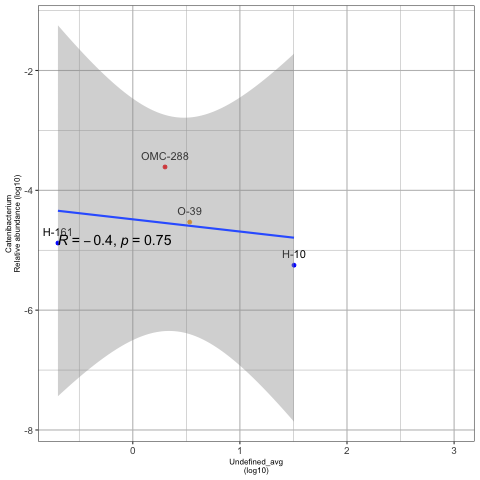 -2
OMC-288
-4
O-39
H-161
R = −0.4, p = 0.75
H-10
-6
-8
Catenibacterium
Relative abundance (log10)
0
1
2
3
Undefined_avg
(log10)